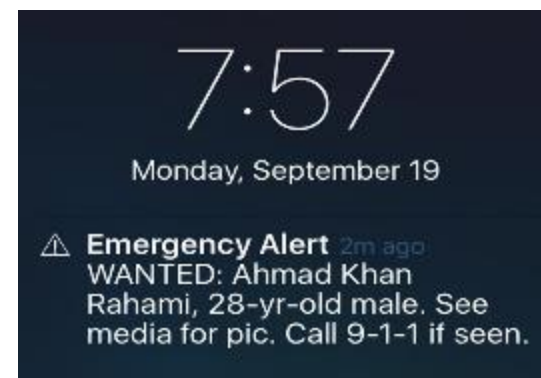 7:57
Monday, September 19
Emergency Alert 2m ago
WANTED: Ahmad Khan
Rahami, 28-yr-old male. See
media for pic. Call 9-1-1 if seen.